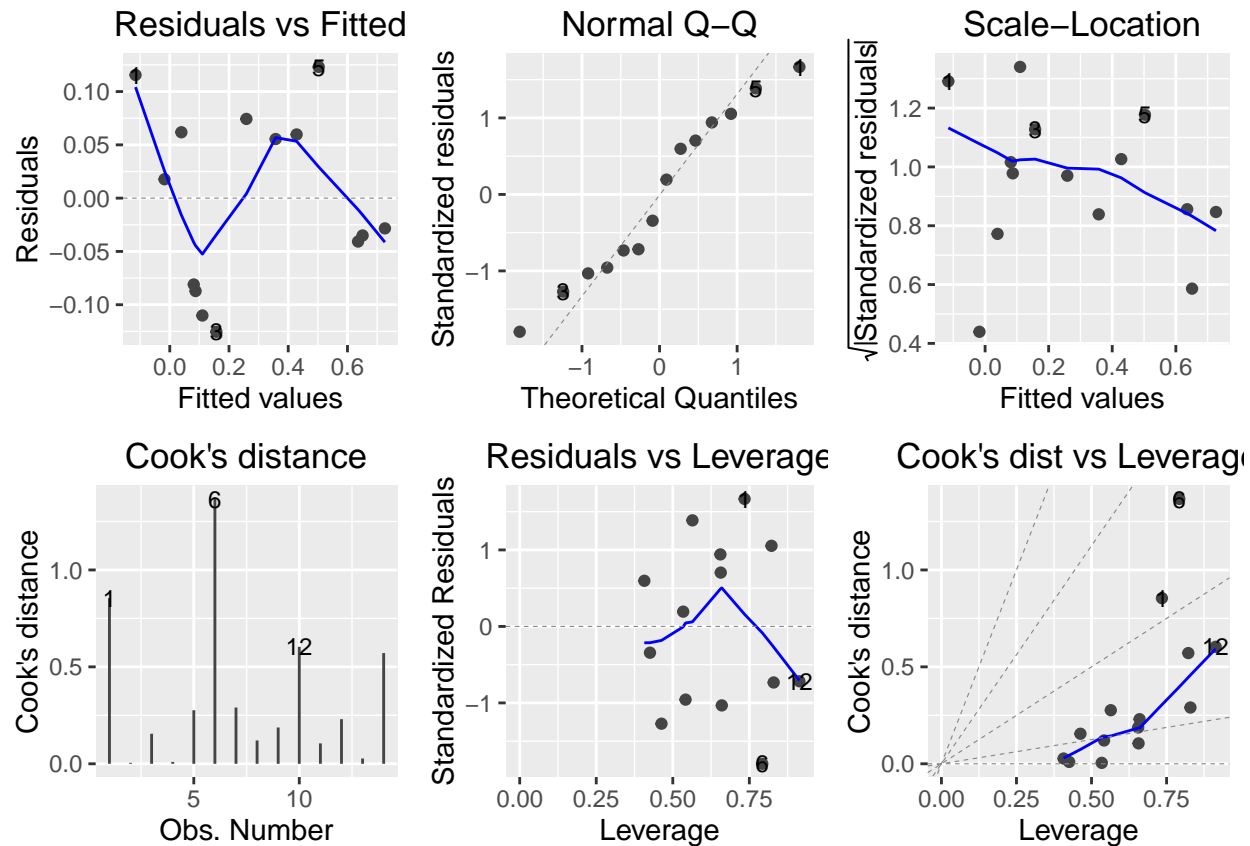 Residuals vs Fitted
Residuals
0.10
0.05
0.00
−0.05
−0.10
1
5
3
0.0 0.2 0.4 0.6
Fitted values
Normal Q−Q
Standardized residuals
1
0
−1
1
5
3
−1 0 1
Theoretical Quantiles
Scale−Location
√|Standardized residuals|
1.2
1.0
0.8
0.6
0.4
1
5
3
0.0 0.2 0.4 0.6
Fitted values
Cook's distance
Cook's distance
1.0
0.5
0.0
1
6
12
5 10
Obs. Number
Residuals vs Leverage
Standardized Residuals
1
0
−1
1
12
6
0.00 0.25 0.50 0.75
Leverage
Cook's dist vs Leverage
Cook's distance
1.0
0.5
0.0
6
1
12
0.00 0.25 0.50 0.75
Leverage